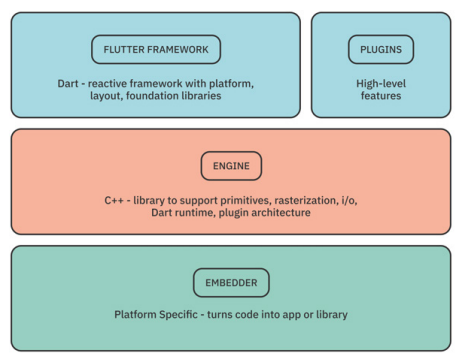 FLUTTER FRAMEWORK
Dart - reactive framework with platform,
layout, foundation libraries
PLUGINS
High-level
features
ENGINE
C++ - library to support primitives, rasterization, i/o,
Dart runtime, plugin architecture
EMBEDDER
Platform Specific - turns code into app or library